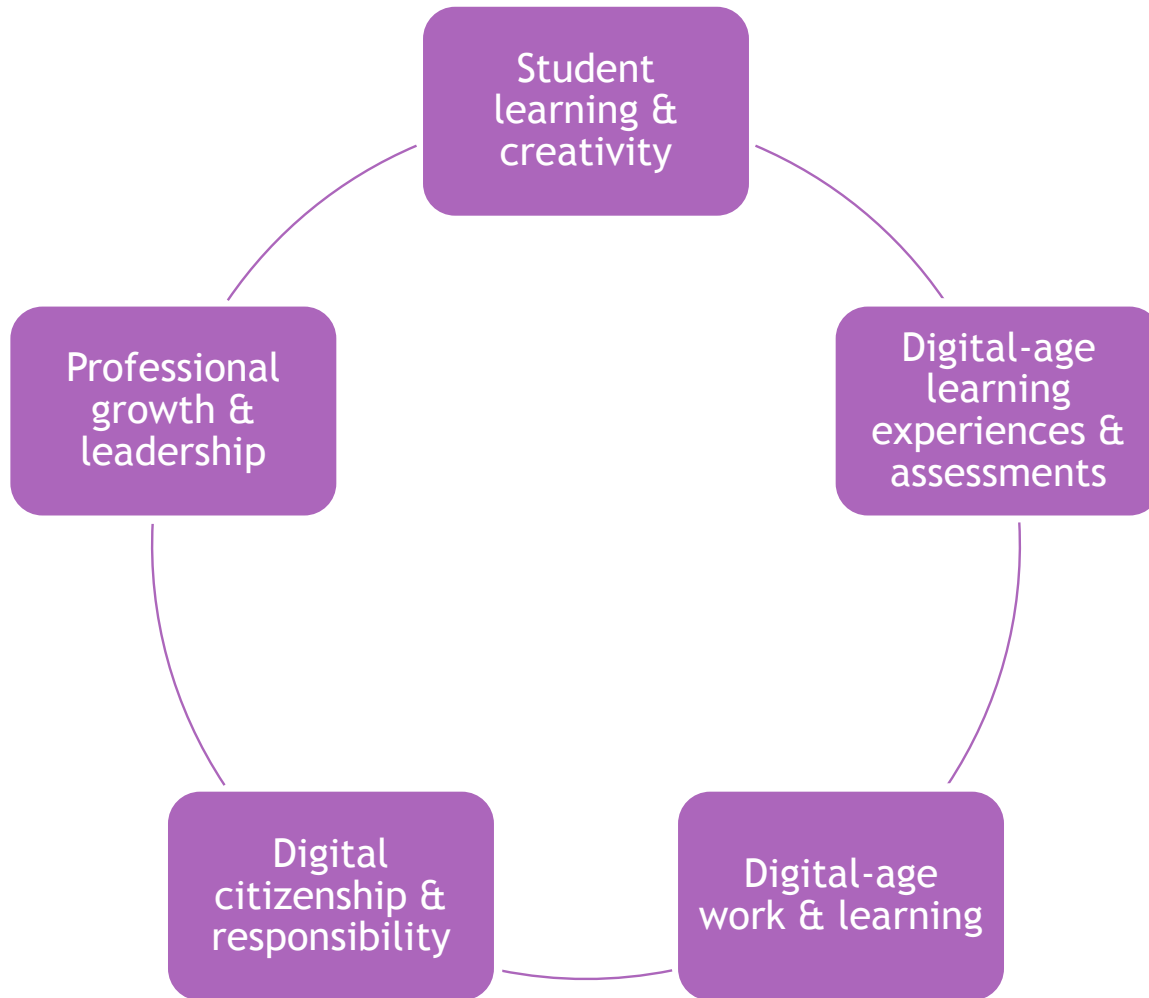 Student
learning &
creativity
Digital-age
learning
experiences &
assessments
Digital-age
work & learning
Digital
citizenship &
responsibility
Professional
growth &
leadership